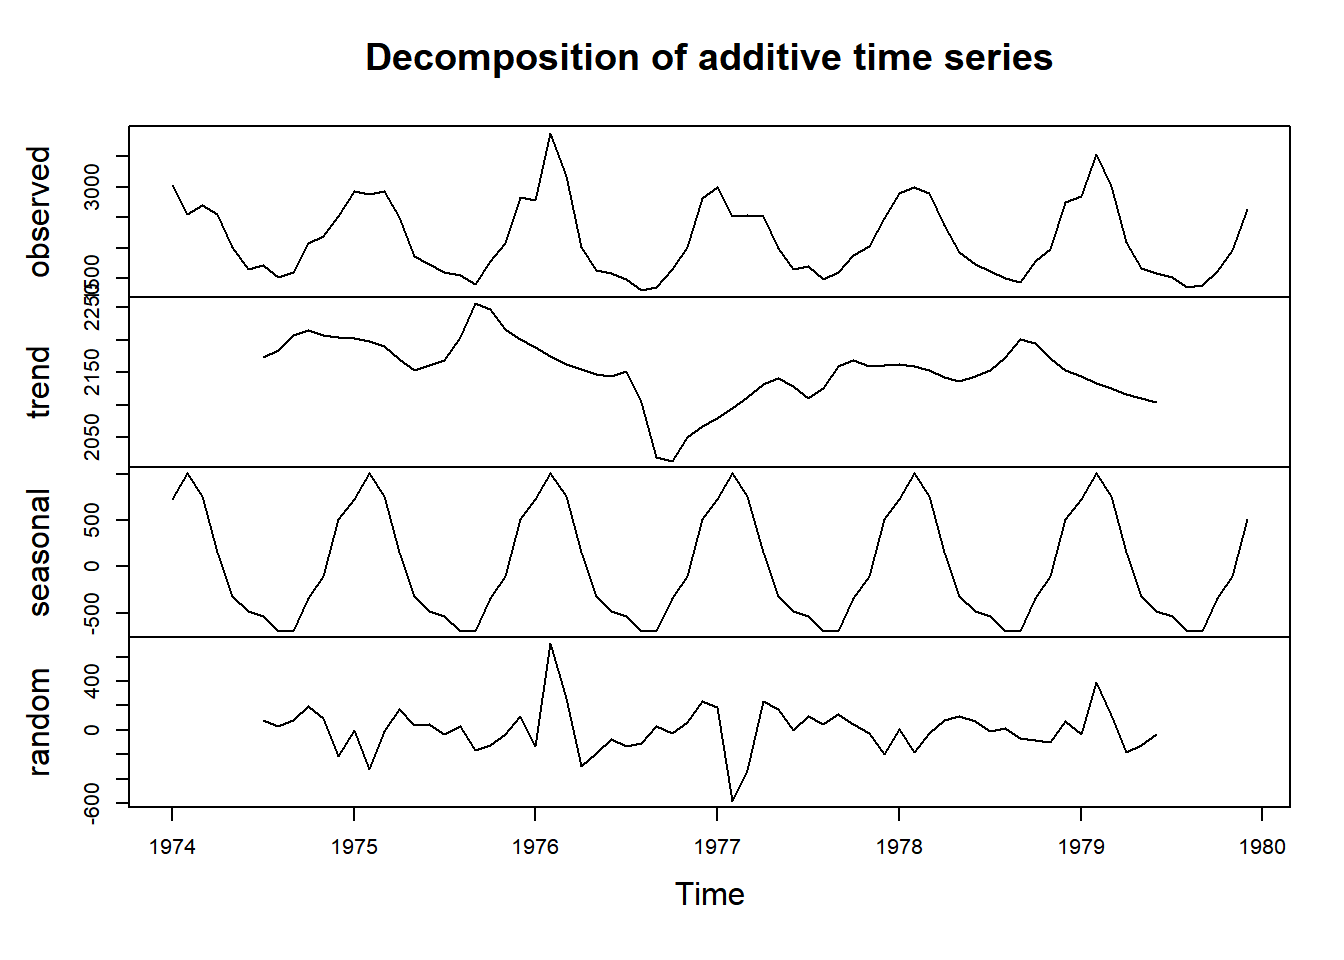 Decomposition of additive time series
observed
3000
1500
trend
2250
2150
2050
seasonal
500
0
-500
random
400
0
-600
1974 1975 1976 1977 1978 1979 1980
Time